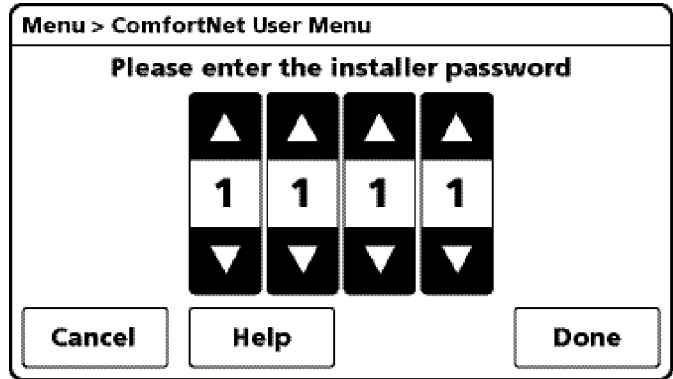 Menu > ComfortNet User Menu
Please enter the installer password
1 1 1 1
Cancel Help Done